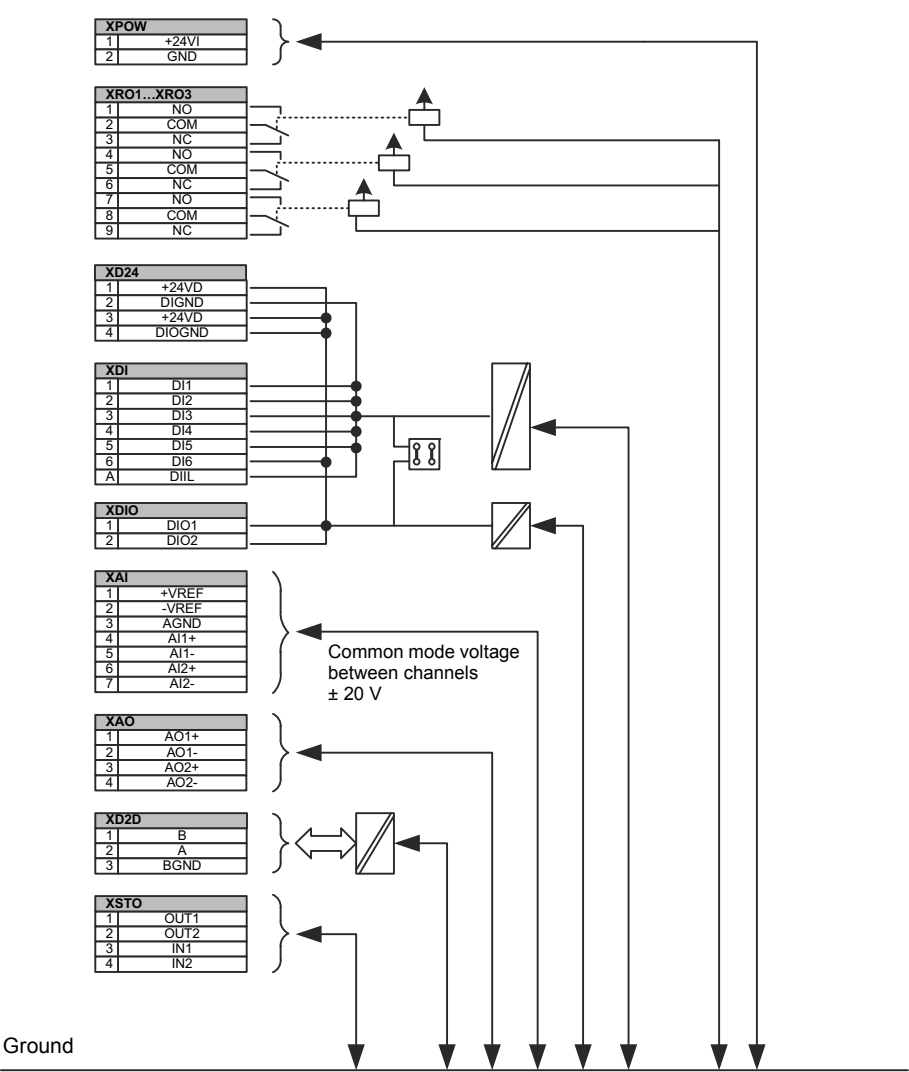 XPOW
1 +24VI
2 GND
XRO1…XRO3
1 NO
2 COM
3 NC
4 NO
5 COM
6 NC
7 NO
8 COM
9 NC
XD24
1 +24VD
2 DIGND
3 +24VD
4 DIOGND
XDI
1 DI1
2 DI2
3 DI3
4 DI4
5 DI5
6 DI6
A DIIL
XDIO
1 DIO1
2 DIO2
XAI
1 +VREF
2 -VREF
3 AGND
4 AI1+
5 AI1-
6 AI2+
7 AI2-
Common mode voltage
between channels
± 20 V
XAO
1 AO1+
2 AO1-
3 AO2+
4 AO2-
XD2D
1 B
2 A
3 BGND
XSTO
1 OUT1
2 OUT2
3 IN1
4 IN2
Ground